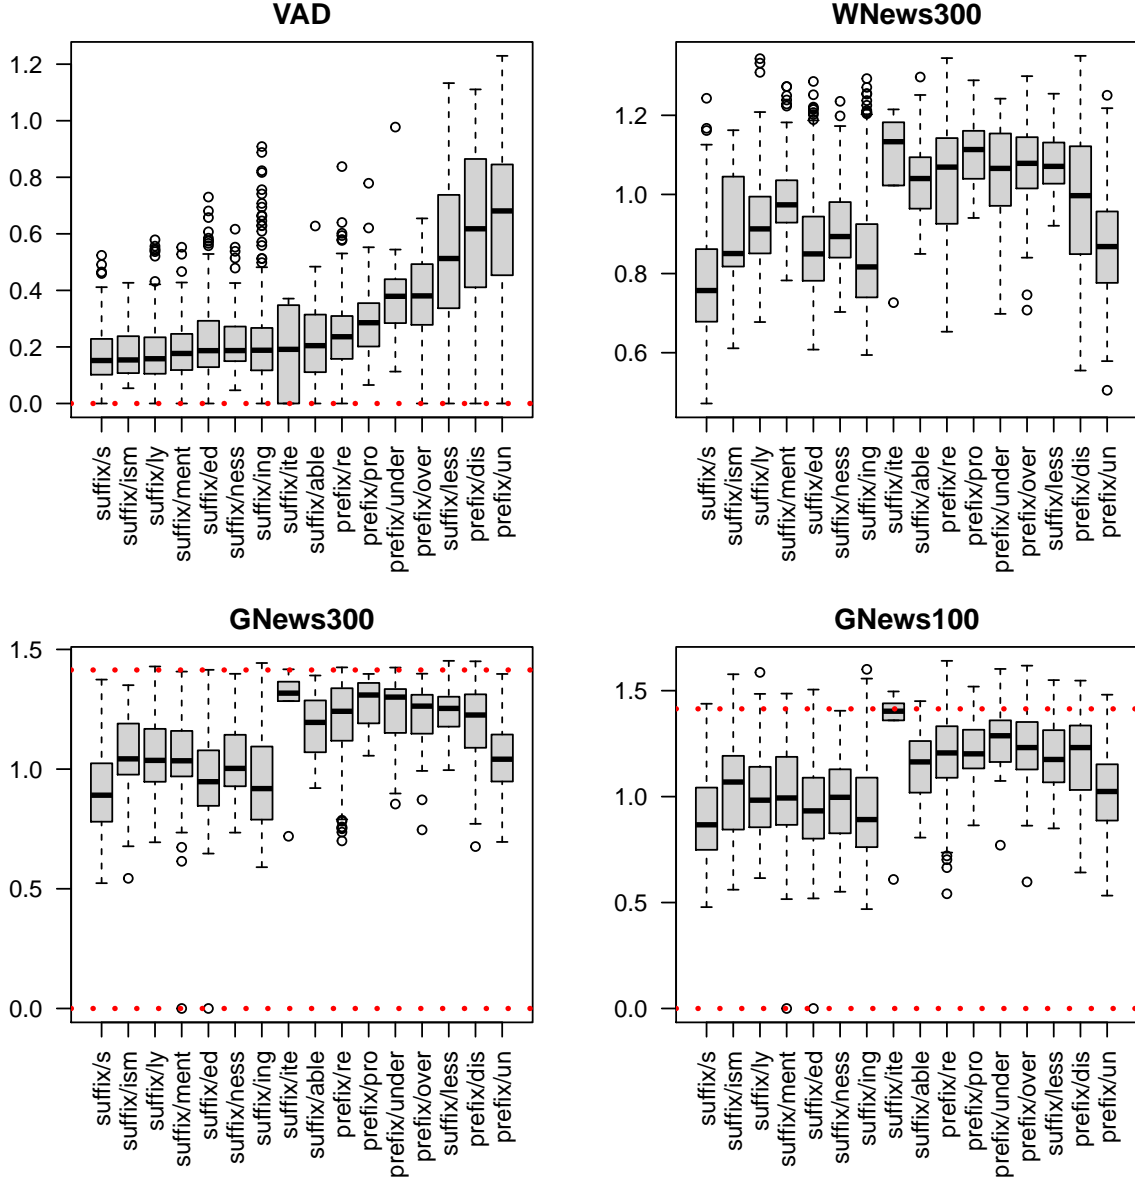 VAD
1.2
1.0
0.8
0.6
0.4
0.2
0.0
suffix/s
suffix/ism
suffix/ly
suffix/ment
suffix/ed
suffix/ness
suffix/ing
suffix/ite
suffix/able
prefix/re
prefix/pro
prefix/under
prefix/over
suffix/less
prefix/dis
prefix/un
WNews300
1.2
1.0
0.8
0.6
suffix/s
suffix/ism
suffix/ly
suffix/ment
suffix/ed
suffix/ness
suffix/ing
suffix/ite
suffix/able
prefix/re
prefix/pro
prefix/under
prefix/over
suffix/less
prefix/dis
prefix/un
GNews300
1.5
1.0
0.5
0.0
suffix/s
suffix/ism
suffix/ly
suffix/ment
suffix/ed
suffix/ness
suffix/ing
suffix/ite
suffix/able
prefix/re
prefix/pro
prefix/under
prefix/over
suffix/less
prefix/dis
prefix/un
GNews100
1.5
1.0
0.5
0.0
suffix/s
suffix/ism
suffix/ly
suffix/ment
suffix/ed
suffix/ness
suffix/ing
suffix/ite
suffix/able
prefix/re
prefix/pro
prefix/under
prefix/over
suffix/less
prefix/dis
prefix/un